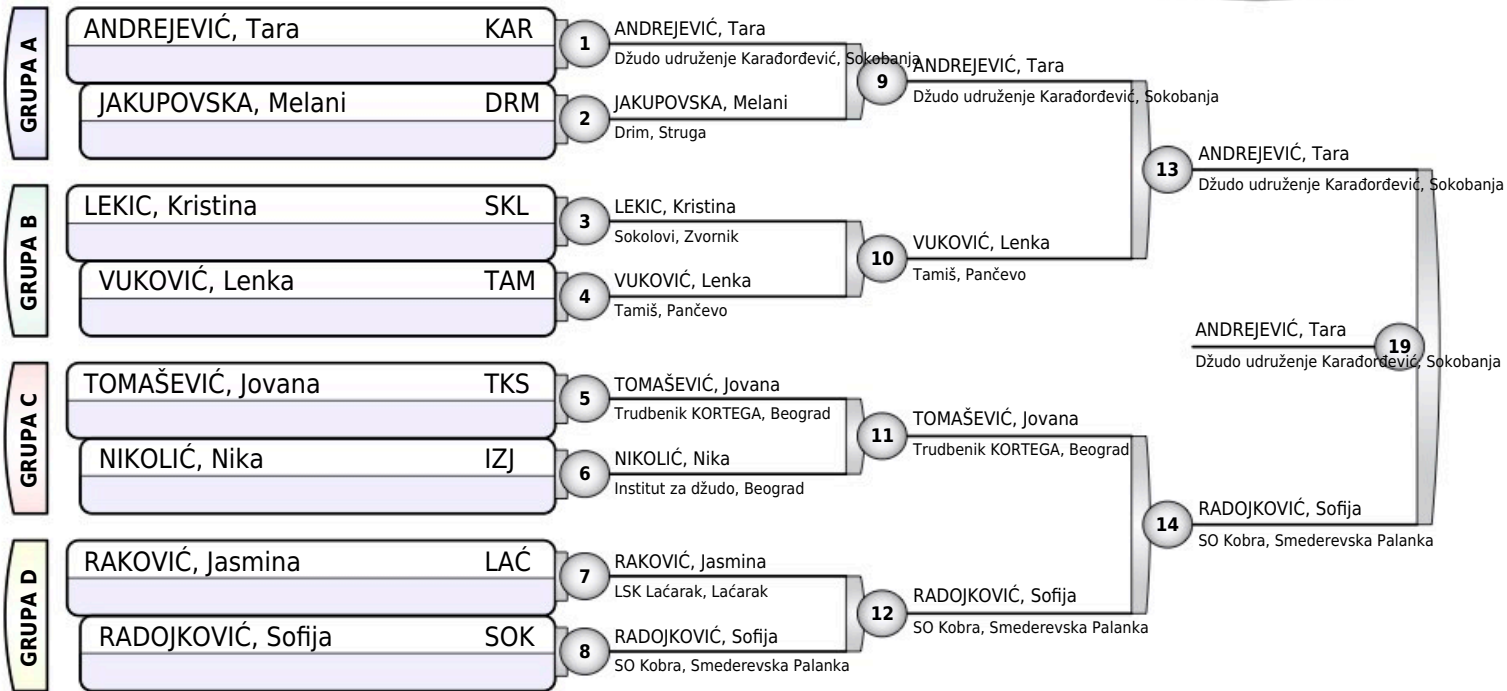 GRUPA A
ANDREJEVIĆ, Tara KAR
JAKUPOVSKA, Melani DRM
GRUPA B
LEKIC, Kristina SKL
VUKOVIĆ, Lenka TAM
GRUPA C
TOMAŠEVIĆ, Jovana TKS
NIKOLIĆ, Nika IZJ
GRUPA D
RAKOVIĆ, Jasmina LAĆ
RADOJKOVIĆ, Sofija SOK
1 ANDREJEVIĆ, Tara
Džudo udruženje Karađorđević, Sokobanja
2 JAKUPOVSKA, Melani
Drim, Struga
3 LEKIC, Kristina
Sokolovi, Zvornik
4 VUKOVIĆ, Lenka
Tamiš, Pančevo
5 TOMAŠEVIĆ, Jovana
Trudbenik KORTEGA, Beograd
6 NIKOLIĆ, Nika
Institut za džudo, Beograd
7 RAKOVIĆ, Jasmina
LSK Laćarak, Laćarak
8 RADOJKOVIĆ, Sofija
SO Kobra, Smederevska Palanka
9 ANDREJEVIĆ, Tara
Džudo udruženje Karađorđević, Sokobanja
10 VUKOVIĆ, Lenka
Tamiš, Pančevo
11 TOMAŠEVIĆ, Jovana
Trudbenik KORTEGA, Beograd
12 RADOJKOVIĆ, Sofija
SO Kobra, Smederevska Palanka
13 ANDREJEVIĆ, Tara
Džudo udruženje Karađorđević, Sokobanja
14 RADOJKOVIĆ, Sofija
SO Kobra, Smederevska Palanka
ANDREJEVIĆ, Tara 19
Džudo udruženje Karađorđević, Sokobanja